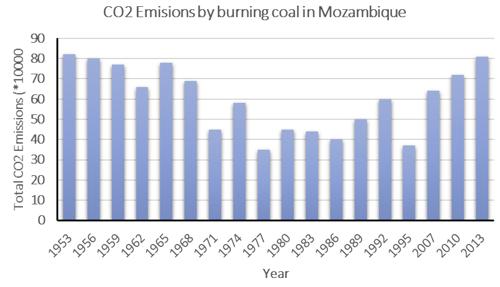 CO2 Emisions by burning coal in Mozambique
Total CO2 Emissions (*10000
90
80
70
60
50
40
30
20
10
0
1953 1956 1959 1962 1965 1968 1971 1974 1977 1980 1983 1986 1989 1992 1995 2007 2010 2013
Year